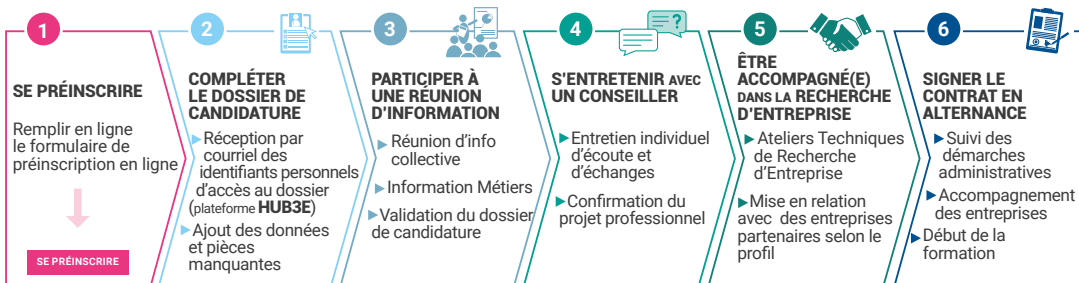 1
SE PRÉINSCRIRE
Remplir en ligne
le formulaire de
préinscription en ligne
SE PRÉINSCRIRE
2
COMPLÉTER
LE DOSSIER DE
CANDIDATURE
Réception par
courriel des
identifiants personnels
d'accès au dossier
(plateforme HUB3E)
Ajout des données
et pièces
manquantes
3
PARTICIPER À
UNE RÉUNION
D'INFORMATION
Réunion d'info
collective
Information Métiers
Validation du dossier
de candidature
4
?
S'ENTRETENIR AVEC
UN CONSEILLER
Entretien individuel
d'écoute et
d'échanges
Confirmation du
projet professionnel
5
ÊTRE
ACCOMPAGNÉ(E)
DANS LA RECHERCHE
D'ENTREPRISE
Ateliers Techniques
de Recherche
d'Entreprise
Mise en relation
avec des entreprises
partenaires selon le
profil
6
SIGNER LE
CONTRAT EN
ALTERNANCE
Suivi des
démarches
administratives
Accompagnement
des entreprises
Début de la
formation